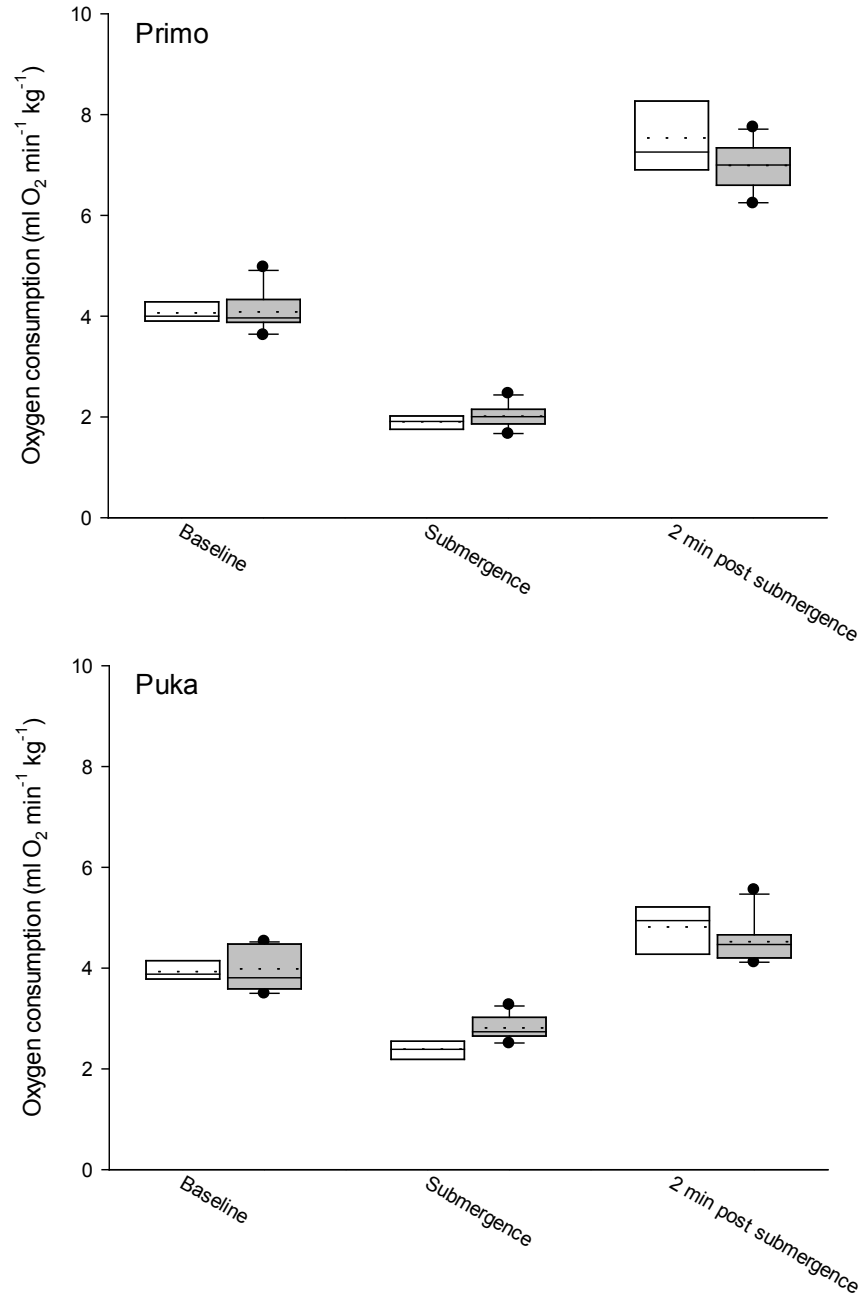 Primo
10
8
6
4
2
0
Oxygen consumption (ml O₂ min⁻¹ kg⁻¹)
Baseline
Submergence
2 min post submergence
Puka
10
8
6
4
2
0
Oxygen consumption (ml O₂ min⁻¹ kg⁻¹)
Baseline
Submergence
2 min post submergence